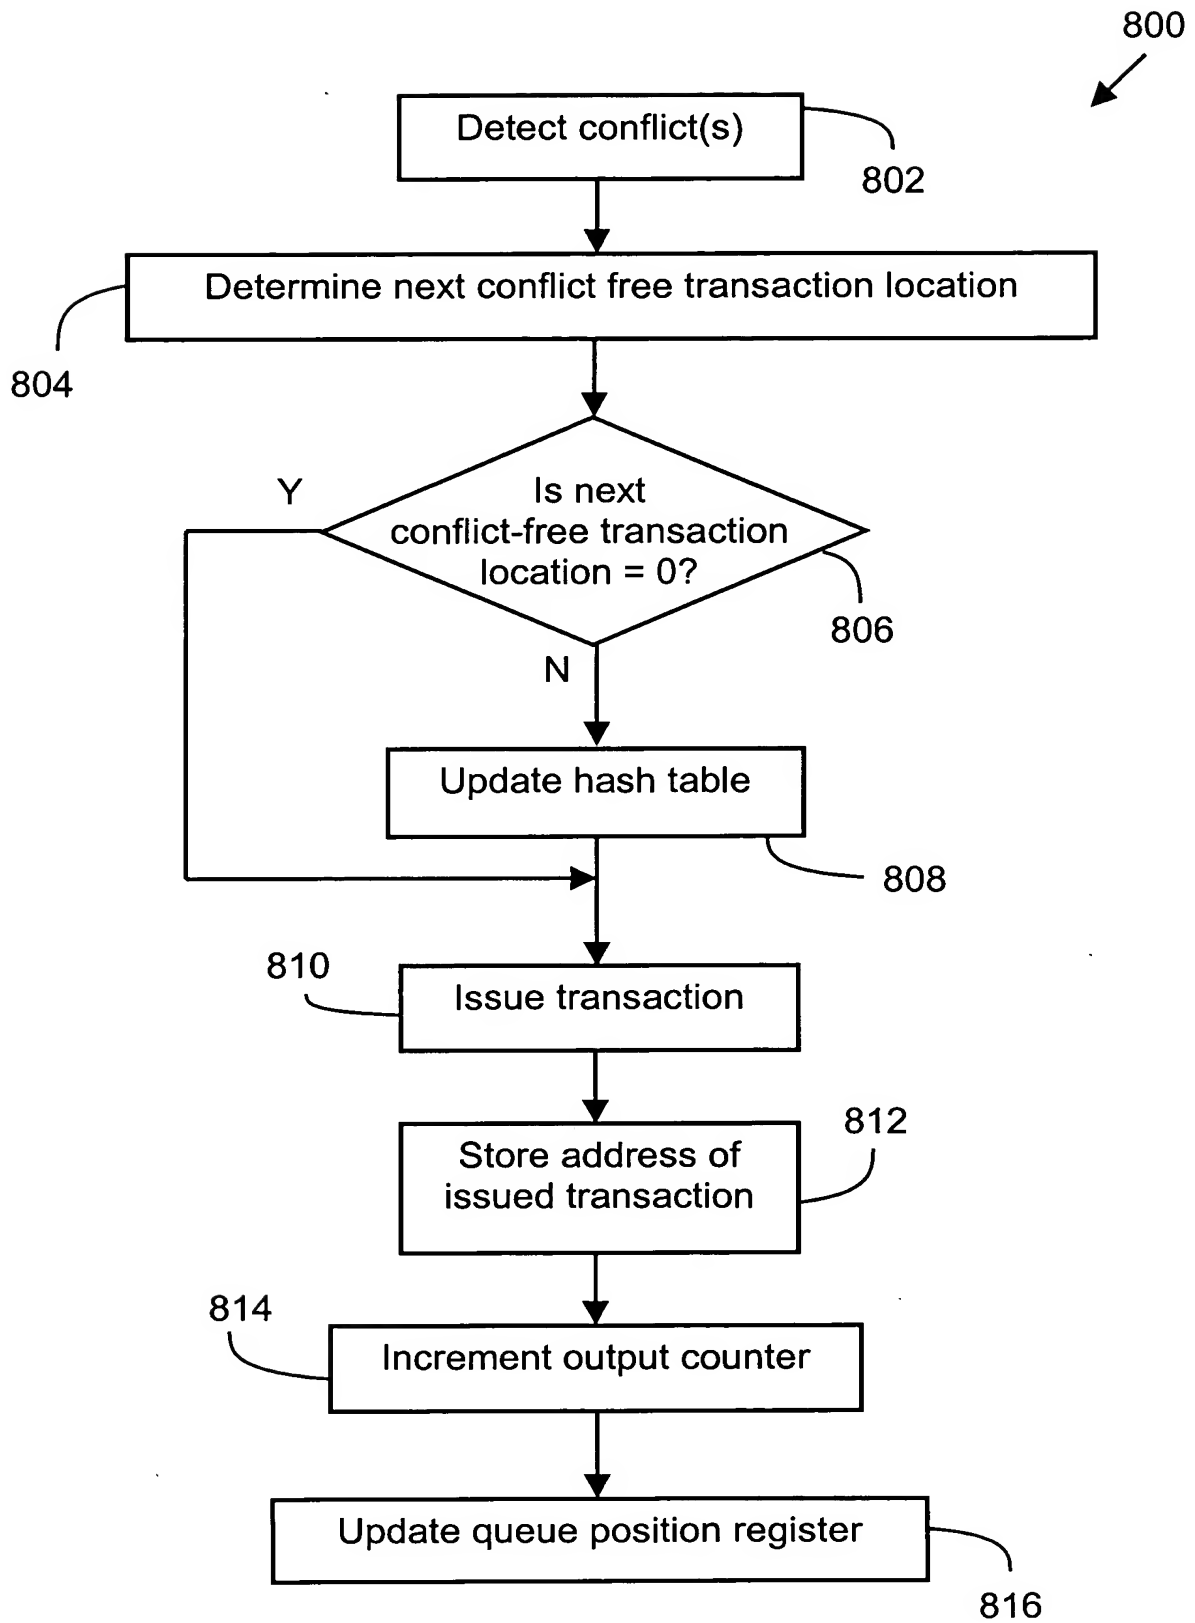 800
Detect conflict(s)
802
Determine next conflict free transaction location
804
Y
Is next
conflict-free transaction
location = 0?
806
N
Update hash table
808
810
Issue transaction
812
Store address of
issued transaction
814
Increment output counter
Update queue position register
816